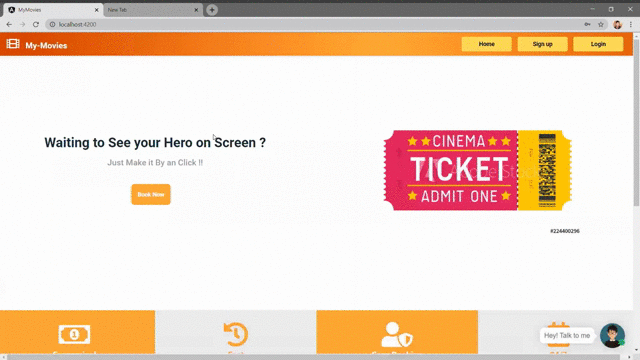 MyMovies
New Tab
localhost:4200
My-Movies
Home
Sign up
Login
Waiting to See your Hero on Screen ?
Just Make it By an Click !!
Book Now
CINEMA
TICKET
ADMIT ONE
#224400296
1
Hey! Talk to me